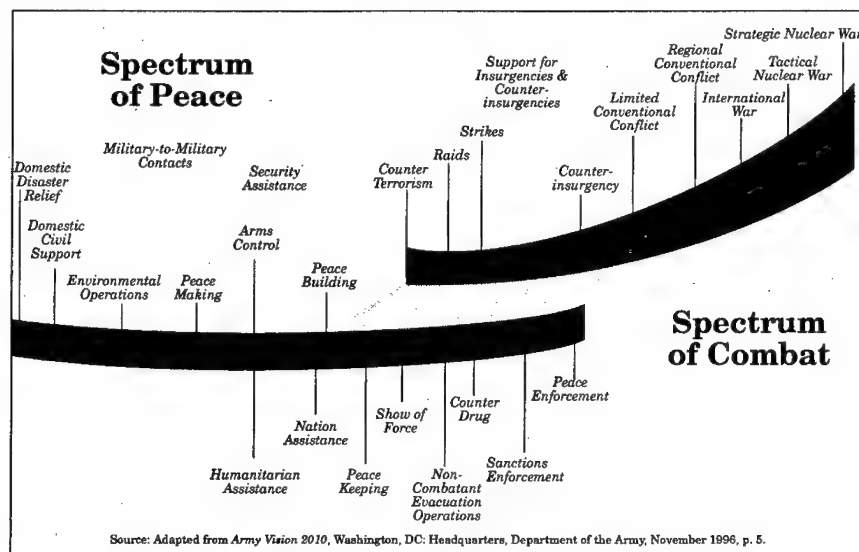 Spectrum
of Peace
Military-to-Military
Contacts
Domestic
Disaster
Relief
Domestic
Civil
Support
Environmental
Operations
Peace
Making
Security
Assistance
Arms
Control
Peace
Building
Counter
Terrorism
Raids
Strikes
Support for
Insurgencies &
Counter-
insurgencies
Counter-
insurgency
Limited
Conventional
Conflict
Regional
Conventional
Conflict
International
War
Tactical
Nuclear War
Strategic Nuclear War
Spectrum
of Combat
Humanitarian
Assistance
Nation
Assistance
Peace
Keeping
Show of
Force
Non-
Combatant
Evacuation
Operations
Counter
Drug
Sanctions
Enforcement
Peace
Enforcement
Source: Adapted from Army Vision 2010, Washington, DC: Headquarters, Department of the Army, November 1996, p. 5.